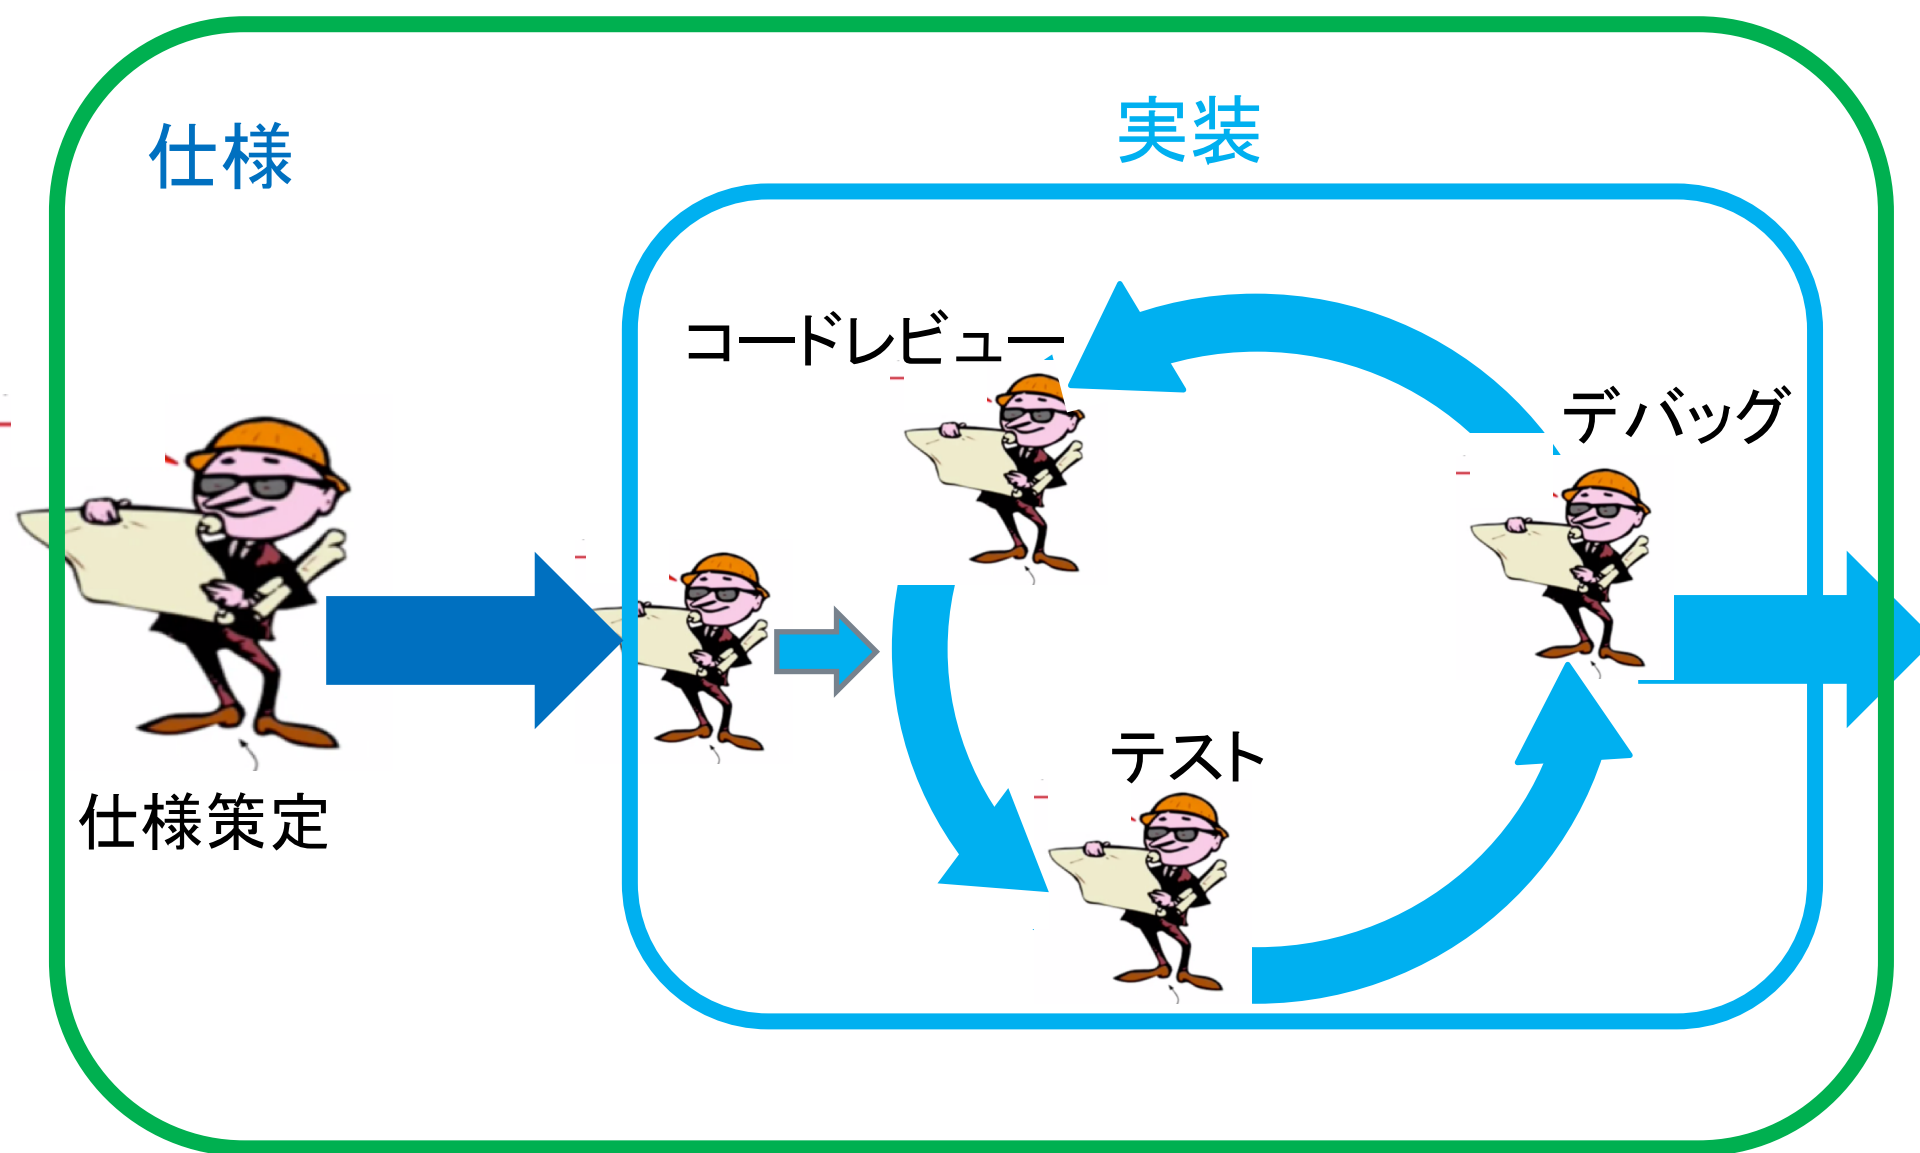 仕様
実装
コードレビュー
デバッグ
テスト
仕様策定